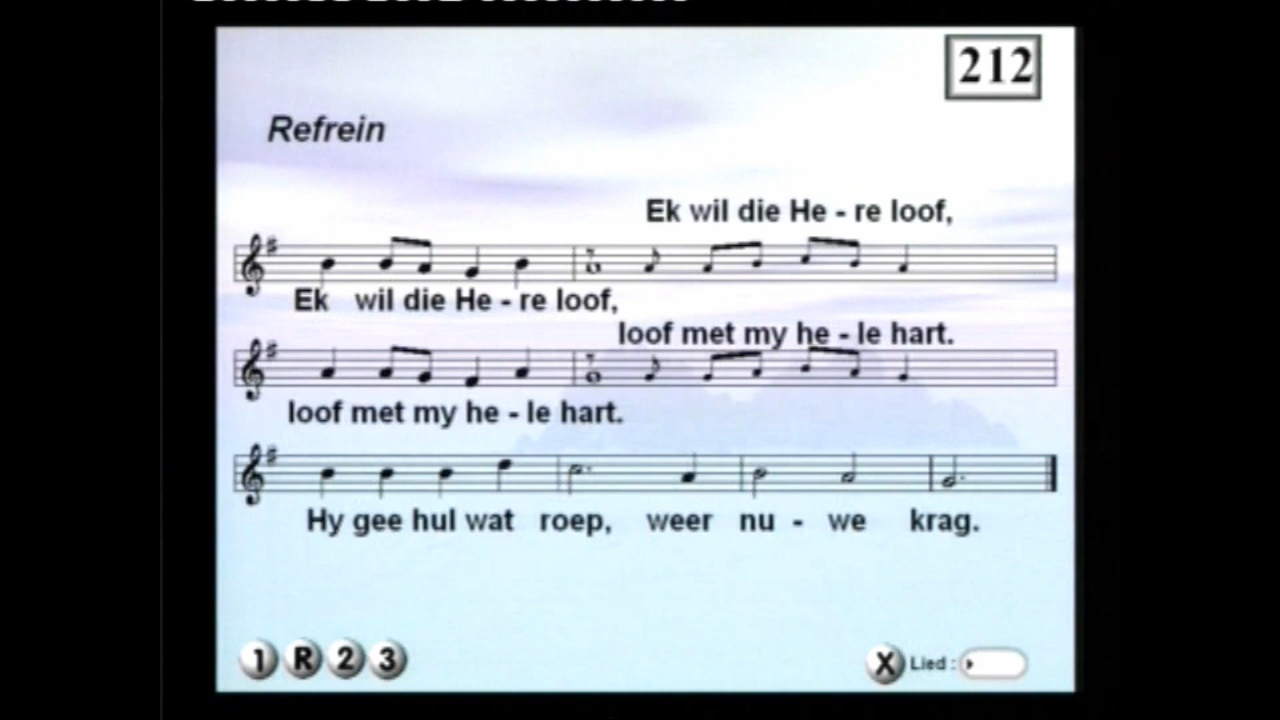 212
Refrein
Ek wil die He - re loof,
Ek wil die He - re loof,
loof met my he - le hart.
loof met my he - le hart.
Hy gee hul wat roep, weer nu - we krag.
1 R 2 3 X Lied :